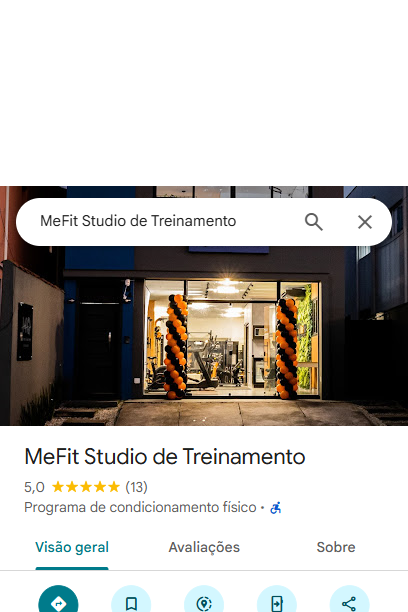 MeFit Studio de Treinamento
MeFit Studio de Treinamento
5,0 (13)
Programa de condicionamento físico •
Visão geral
Avaliações
Sobre